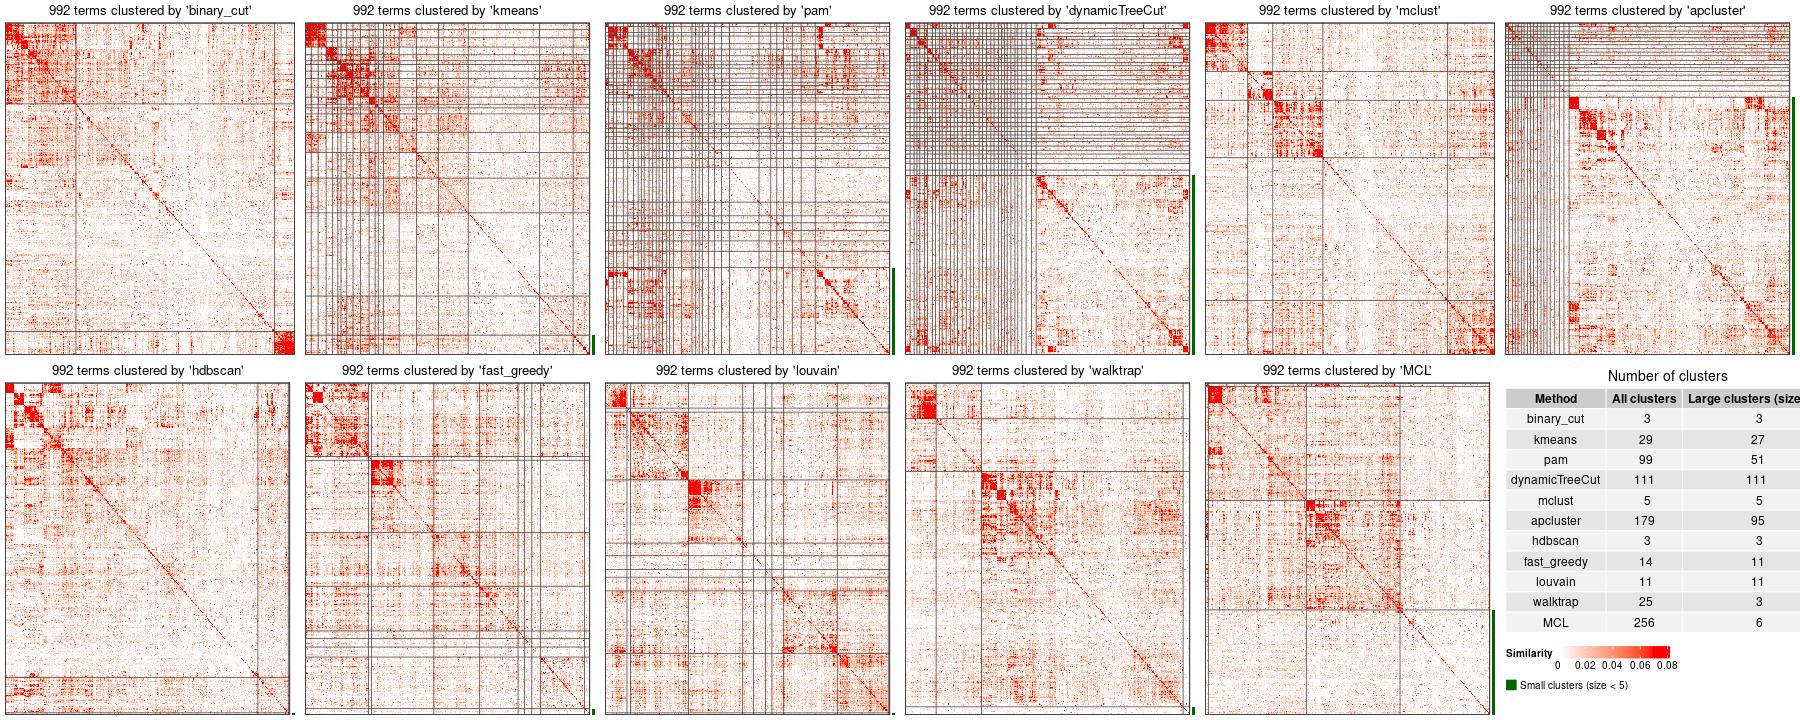 992 terms clustered by 'binary_cut'
992 terms clustered by 'kmeans'
992 terms clustered by 'pam'
992 terms clustered by 'dynamicTreeCut'
992 terms clustered by 'mclust'
992 terms clustered by 'apcluster'
992 terms clustered by 'hdbscan'
992 terms clustered by 'fast_greedy'
992 terms clustered by 'louvain'
992 terms clustered by 'walktrap'
992 terms clustered by 'MCL'
Number of clusters
Method All clusters Large clusters (size
binary_cut 3 3
kmeans 29 27
pam 99 51
dynamicTreeCut 111 111
mclust 5 5
apcluster 179 95
hdbscan 3 3
fast_greedy 14 11
louvain 11 11
walktrap 25 3
MCL 256 6
Similarity
0 0.02 0.04 0.06 0.08
Small clusters (size < 5)